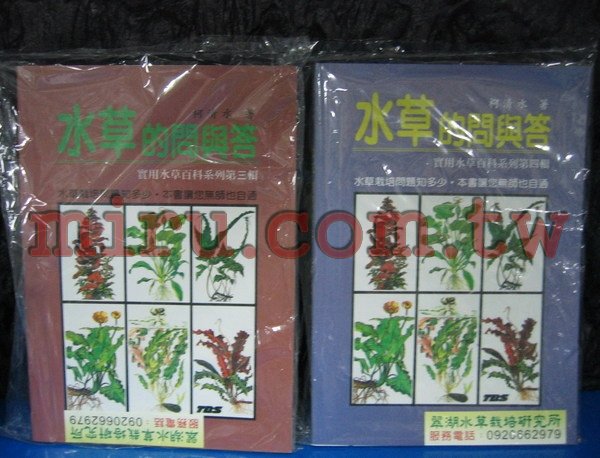 柯清水 著
水草的問與答
實用水草百科系列第三輯
水草栽培問題知多少，本書讓您無師也自通
TBS
翠湖水草栽培研究所
服務電話：0920662979
柯清水 著
水草的問與答
實用水草百科系列第四輯
水草栽培問題知多少，本書讓您無師也自通
TBS
翠湖水草栽培研究所
服務電話：0920662979
miru.com.tw